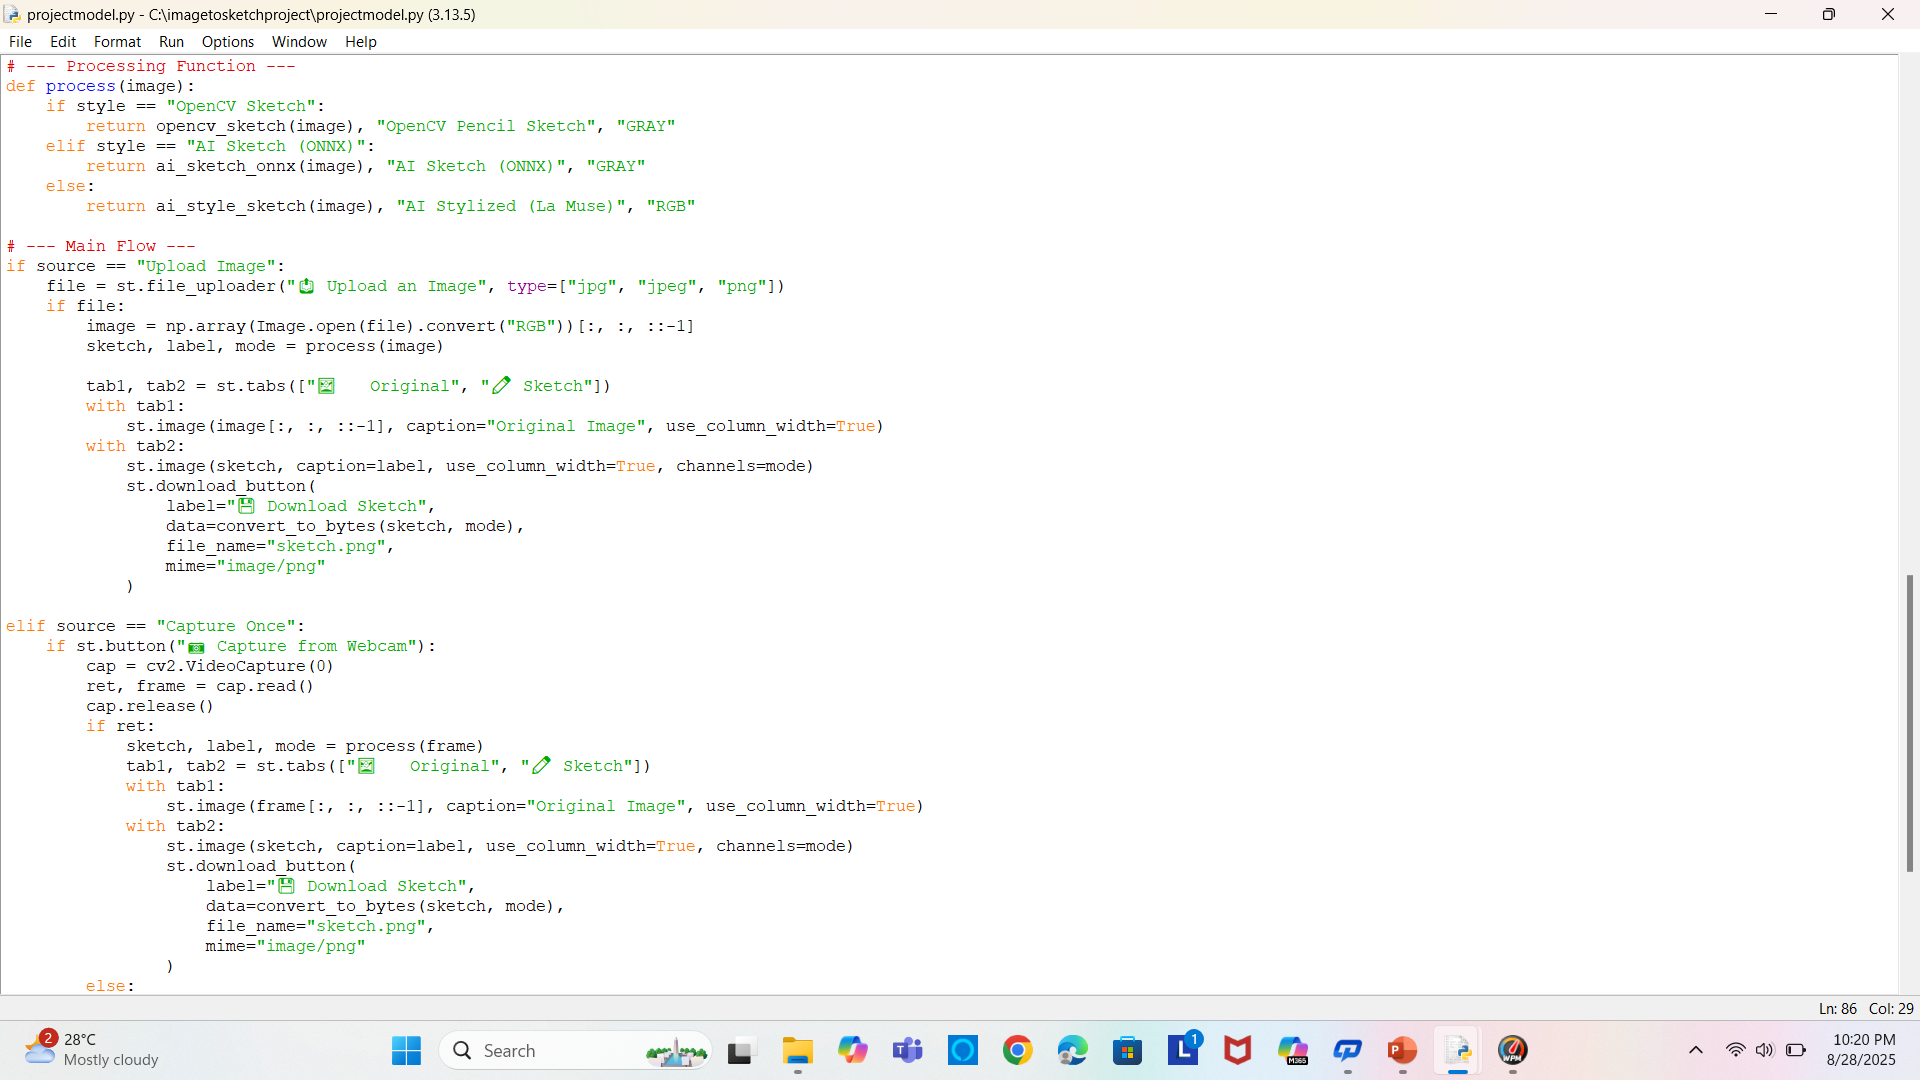 projectmodel.py - C:\imagetosketchproject\projectmodel.py (3.13.5)
File Edit Format Run Options Window Help
# --- Processing Function ---
def process(image):
    if style == "OpenCV Sketch":
        return opencv_sketch(image), "OpenCV Pencil Sketch", "GRAY"
    elif style == "AI Sketch (ONNX)":
        return ai_sketch_onnx(image), "AI Sketch (ONNX)", "GRAY"
    else:
        return ai_style_sketch(image), "AI Stylized (La Muse)", "RGB"
# --- Main Flow ---
if source == "Upload Image":
    file = st.file_uploader("📤 Upload an Image", type=["jpg", "jpeg", "png"])
    if file:
        image = np.array(Image.open(file).convert("RGB"))[:, :, ::-1]
        sketch, label, mode = process(image)
        tab1, tab2 = st.tabs(["🖼 Original", "🖊 Sketch"])
        with tab1:
            st.image(image[:, :, ::-1], caption="Original Image", use_column_width=True)
        with tab2:
            st.image(sketch, caption=label, use_column_width=True, channels=mode)
            st.download_button(
                label="💾 Download Sketch",
                data=convert_to_bytes(sketch, mode),
                file_name="sketch.png",
                mime="image/png"
            )
elif source == "Capture Once":
    if st.button("📷 Capture from Webcam"):
        cap = cv2.VideoCapture(0)
        ret, frame = cap.read()
        cap.release()
        if ret:
            sketch, label, mode = process(frame)
            tab1, tab2 = st.tabs(["🖼 Original", "🖊 Sketch"])
            with tab1:
                st.image(frame[:, :, ::-1], caption="Original Image", use_column_width=True)
            with tab2:
                st.image(sketch, caption=label, use_column_width=True, channels=mode)
                st.download_button(
                    label="💾 Download Sketch",
                    data=convert_to_bytes(sketch, mode),
                    file_name="sketch.png",
                    mime="image/png"
                )
        else:
Ln: 86 Col: 29
2
28°C
Mostly cloudy
Search
L
1
M365
P
WPM
10:20 PM
8/28/2025